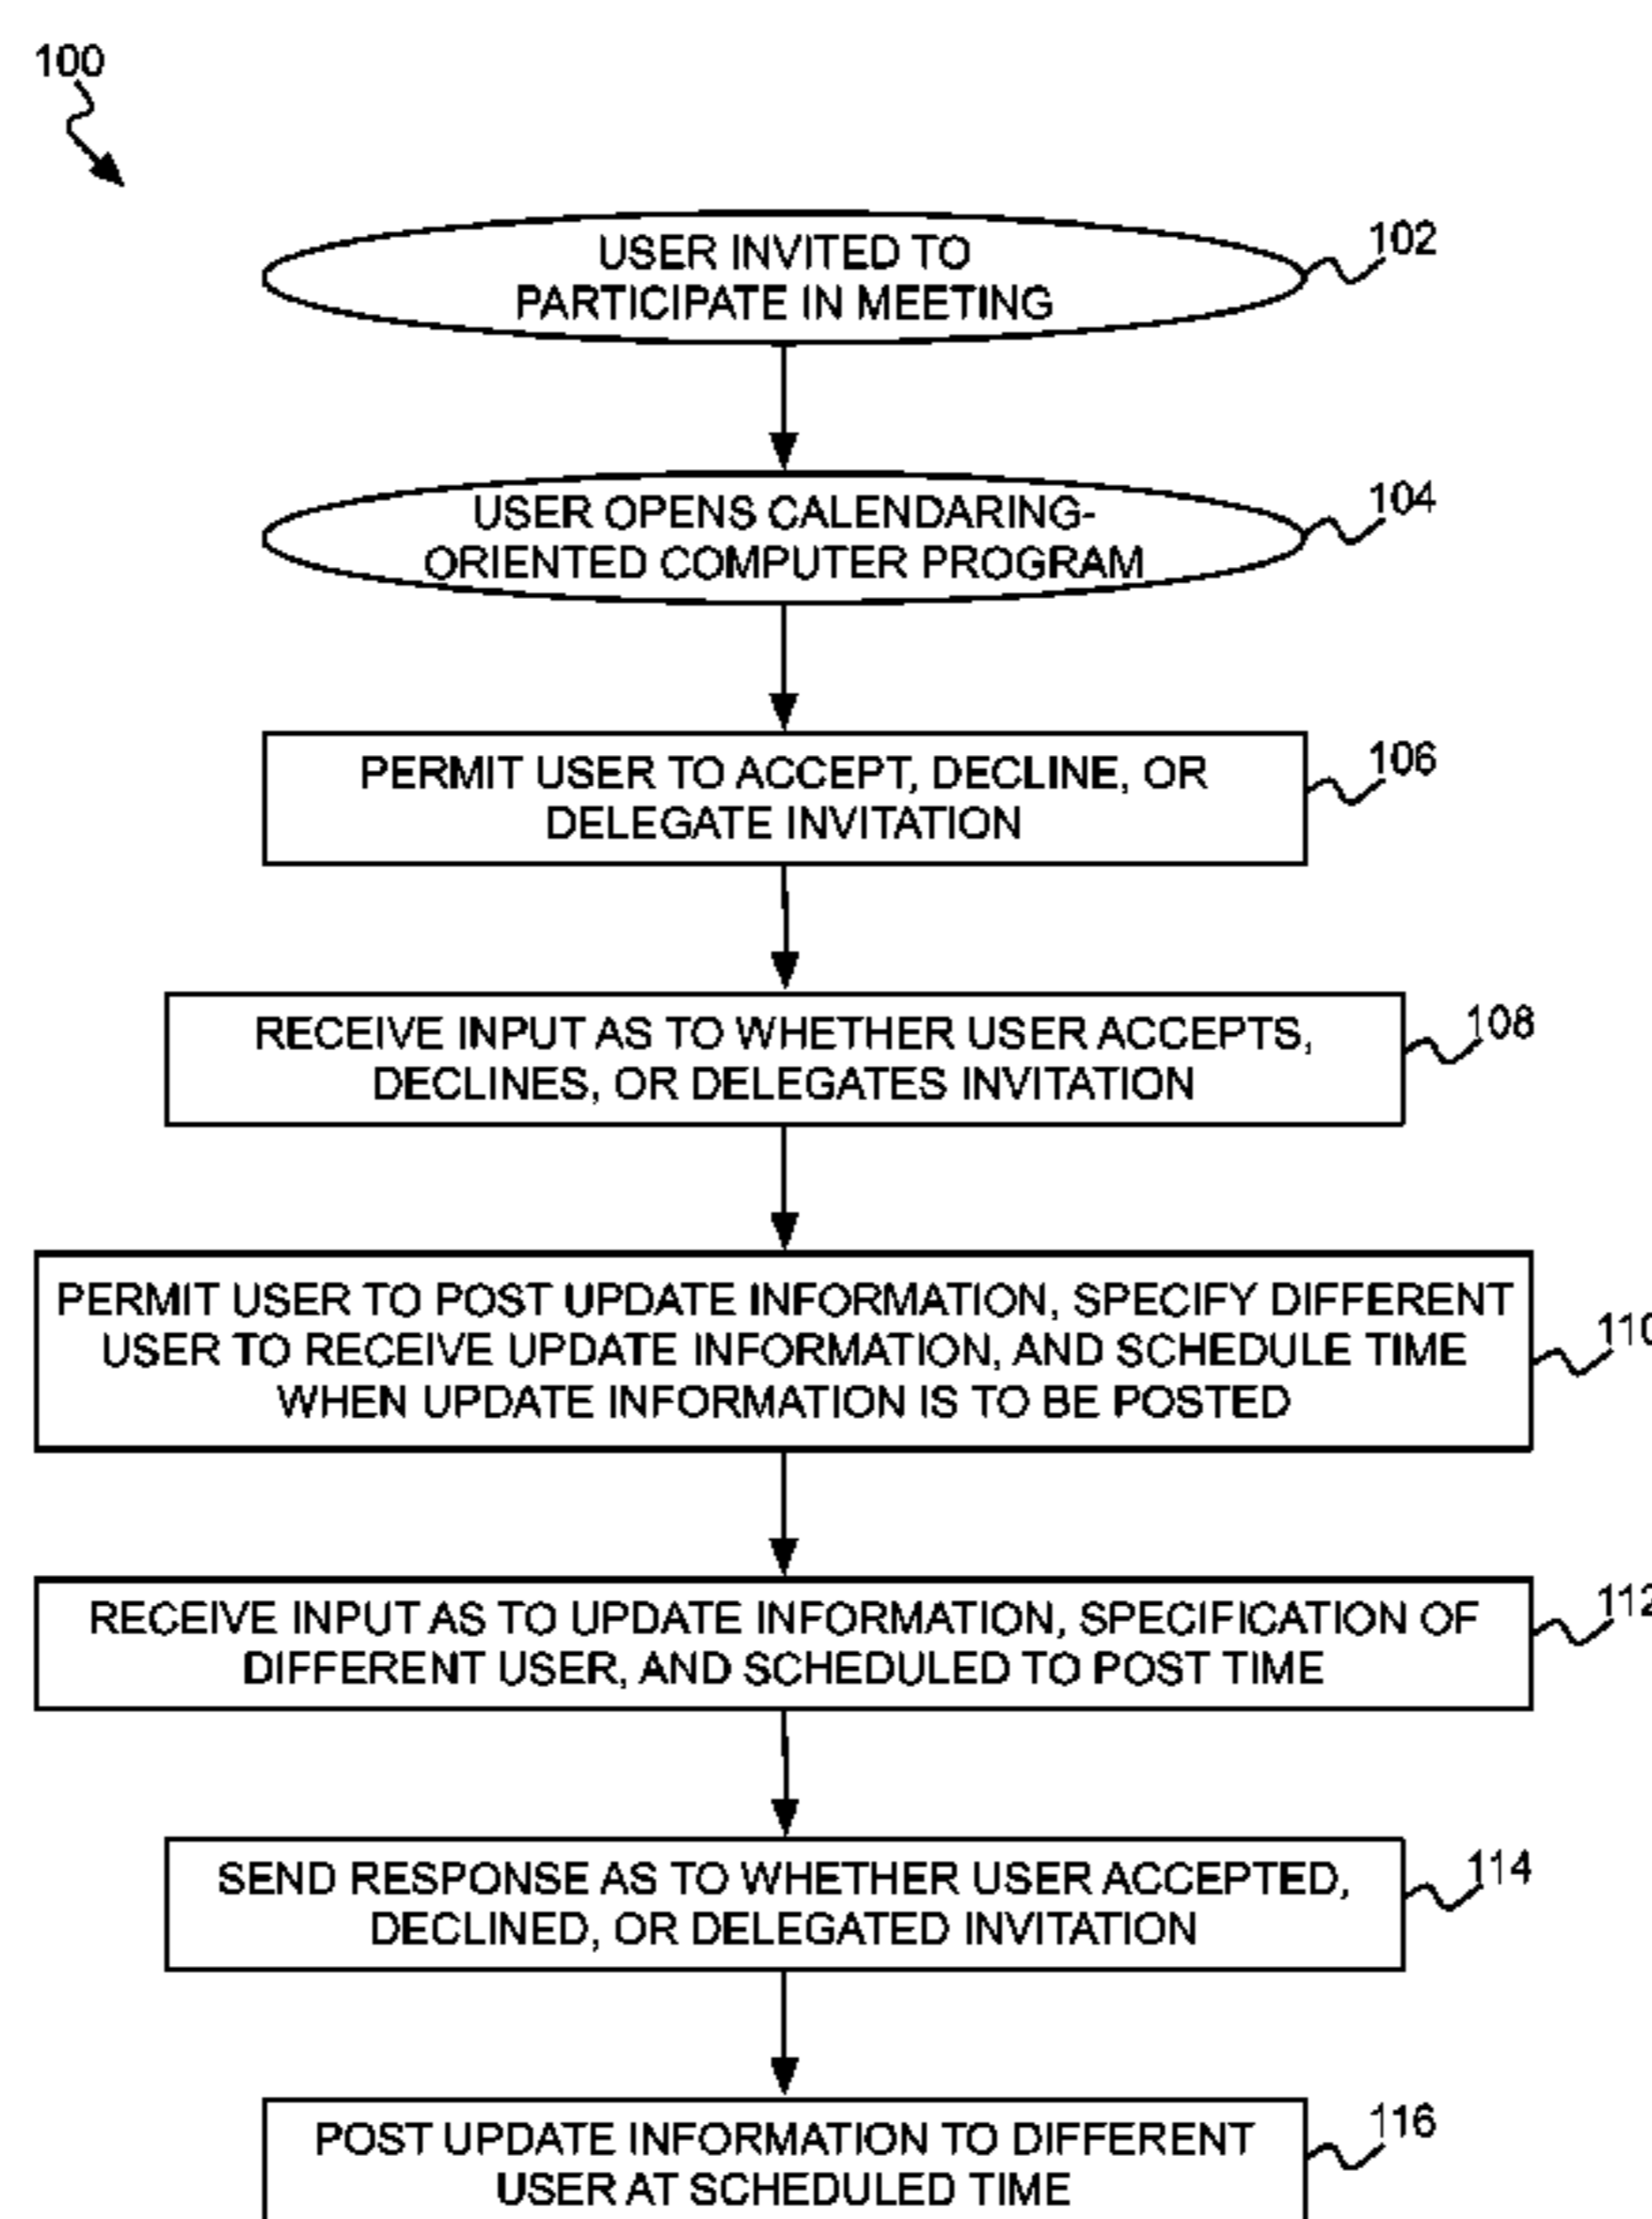 100
USER INVITED TO
PARTICIPATE IN MEETING
102
USER OPENS CALENDARING-
ORIENTED COMPUTER PROGRAM
104
PERMIT USER TO ACCEPT, DECLINE, OR
DELEGATE INVITATION
106
RECEIVE INPUT AS TO WHETHER USER ACCEPTS,
DECLINES, OR DELEGATES INVITATION
108
PERMIT USER TO POST UPDATE INFORMATION, SPECIFY DIFFERENT
USER TO RECEIVE UPDATE INFORMATION, AND SCHEDULE TIME
WHEN UPDATE INFORMATION IS TO BE POSTED
110
RECEIVE INPUT AS TO UPDATE INFORMATION, SPECIFICATION OF
DIFFERENT USER, AND SCHEDULED TO POST TIME
112
SEND RESPONSE AS TO WHETHER USER ACCEPTED,
DECLINED, OR DELEGATED INVITATION
114
POST UPDATE INFORMATION TO DIFFERENT
USER AT SCHEDULED TIME
116